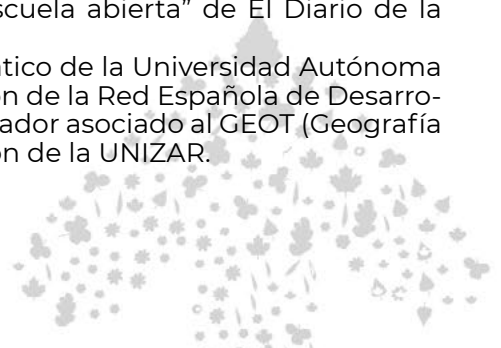 scuela abierta” de El Diario de la
tico de la Universidad Autónoma
n de la Red Española de Desarro-
ador asociado al GEOT (Geografía
n de la UNIZAR.